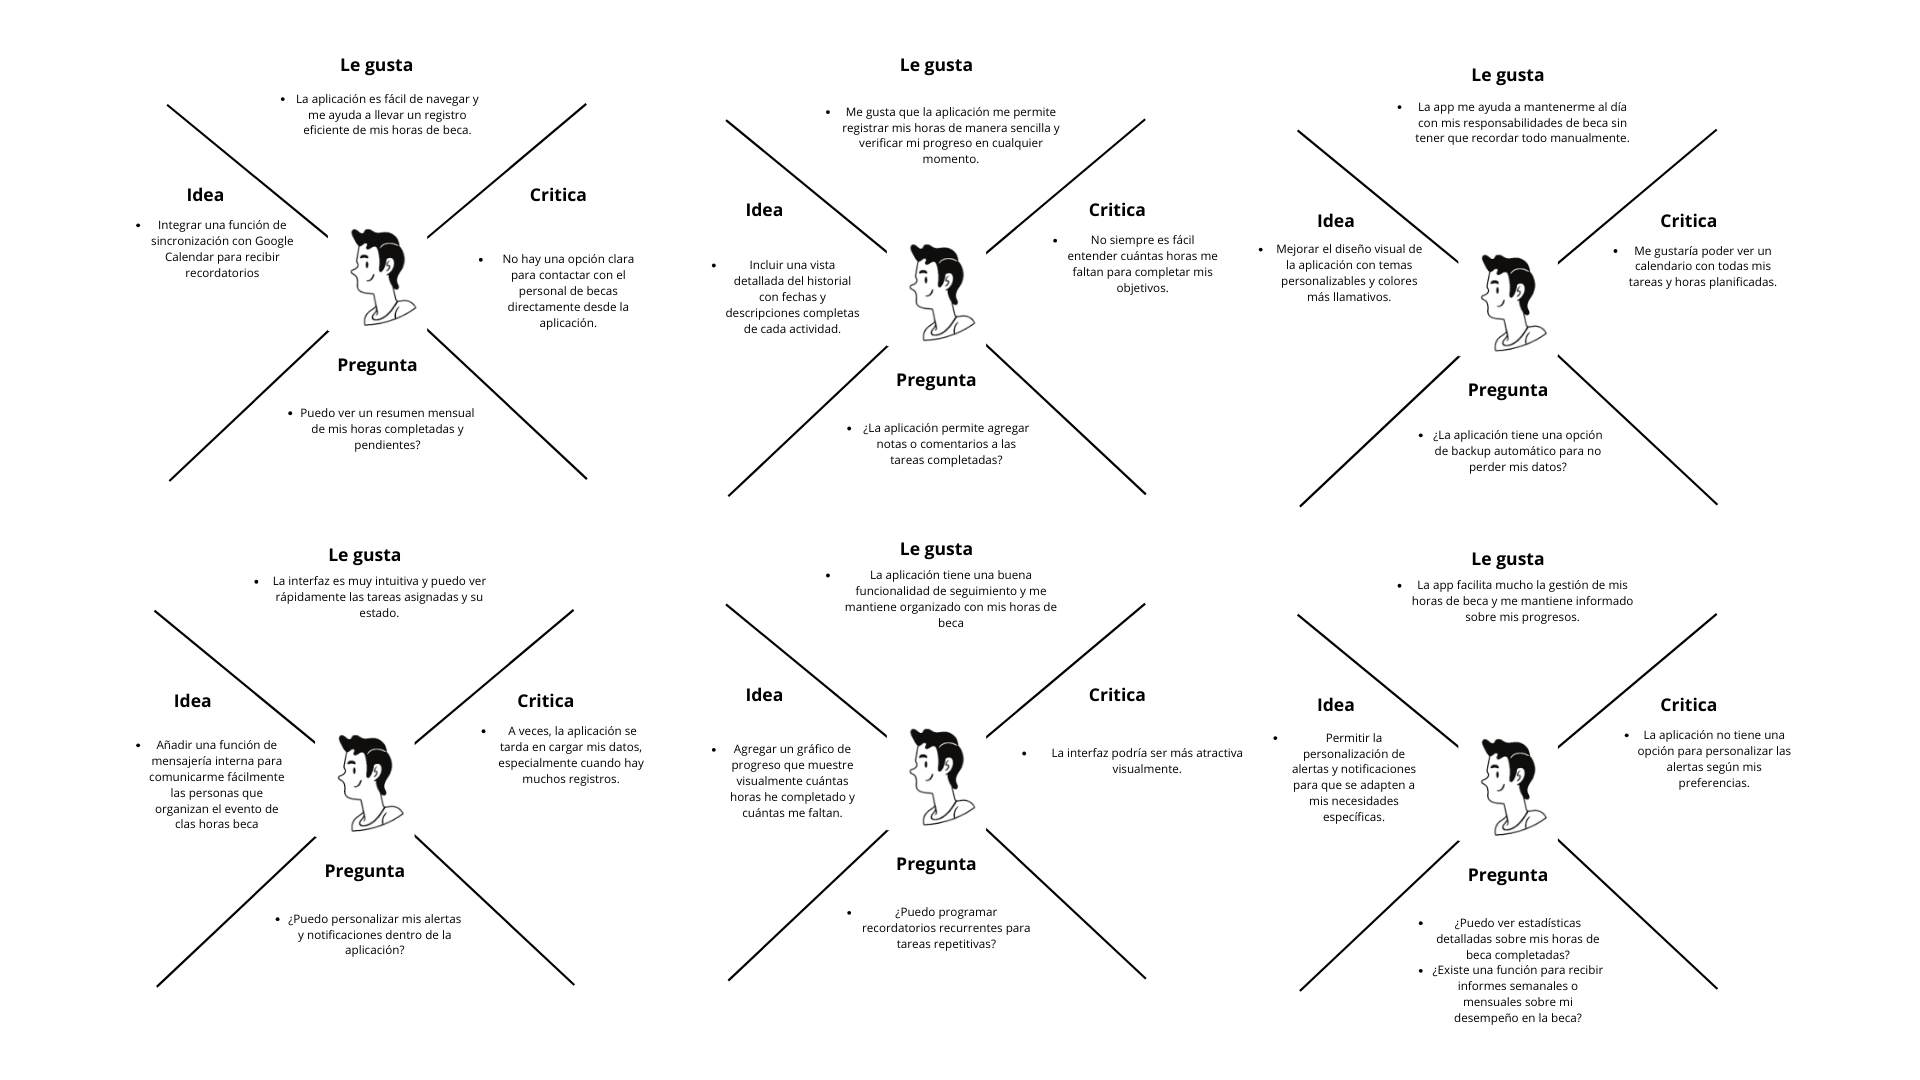 Le gusta
• La aplicación es fácil de navegar y
me ayuda a llevar un registro
eficiente de mis horas de beca.
Idea
• Integrar una función de
sincronización con Google
Calendar para recibir
recordatorios
Critica
• No hay una opción clara
para contactar con el
personal de becas
directamente desde la
aplicación.
Pregunta
• Puedo ver un resumen mensual
de mis horas completadas y
pendientes?
Le gusta
• Me gusta que la aplicación me permite
registrar mis horas de manera sencilla y
verificar mi progreso en cualquier
momento.
Idea
• Incluir una vista
detallada del historial
con fechas y
descripciones completas
de cada actividad.
Critica
• No siempre es fácil
entender cuántas horas me
faltan para completar mis
objetivos.
Pregunta
• ¿La aplicación permite agregar
notas o comentarios a las
tareas completadas?
Le gusta
• La app me ayuda a mantenerme al día
con mis responsabilidades de beca sin
tener que recordar todo manualmente.
Idea
• Mejorar el diseño visual de
la aplicación con temas
personalizables y colores
más llamativos.
Critica
• Me gustaría poder ver un
calendario con todas mis
tareas y horas planificadas.
Pregunta
• ¿La aplicación tiene una opción
de backup automático para no
perder mis datos?
Le gusta
• La interfaz es muy intuitiva y puedo ver
rápidamente las tareas asignadas y su
estado.
Idea
• Añadir una función de
mensajería interna para
comunicarme fácilmente
las personas que
organizan el evento de
clas horas beca
Critica
• A veces, la aplicación se
tarda en cargar mis datos,
especialmente cuando hay
muchos registros.
Pregunta
• ¿Puedo personalizar mis alertas
y notificaciones dentro de la
aplicación?
Le gusta
• La aplicación tiene una buena
funcionalidad de seguimiento y me
mantiene organizado con mis horas de
beca
Idea
• Agregar un gráfico de
progreso que muestre
visualmente cuántas
horas he completado y
cuántas me faltan.
Critica
• La interfaz podría ser más atractiva
visualmente.
Pregunta
• ¿Puedo programar
recordatorios recurrentes para
tareas repetitivas?
Le gusta
• La app facilita mucho la gestión de mis
horas de beca y me mantiene informado
sobre mis progresos.
Idea
• Permitir la
personalización de
alertas y notificaciones
para que se adapten a
mis necesidades
específicas.
Critica
• La aplicación no tiene una
opción para personalizar las
alertas según mis
preferencias.
Pregunta
• ¿Puedo ver estadísticas
detalladas sobre mis horas de
beca completadas?
• ¿Existe una función para recibir
informes semanales o
mensuales sobre mi
desempeño en la beca?